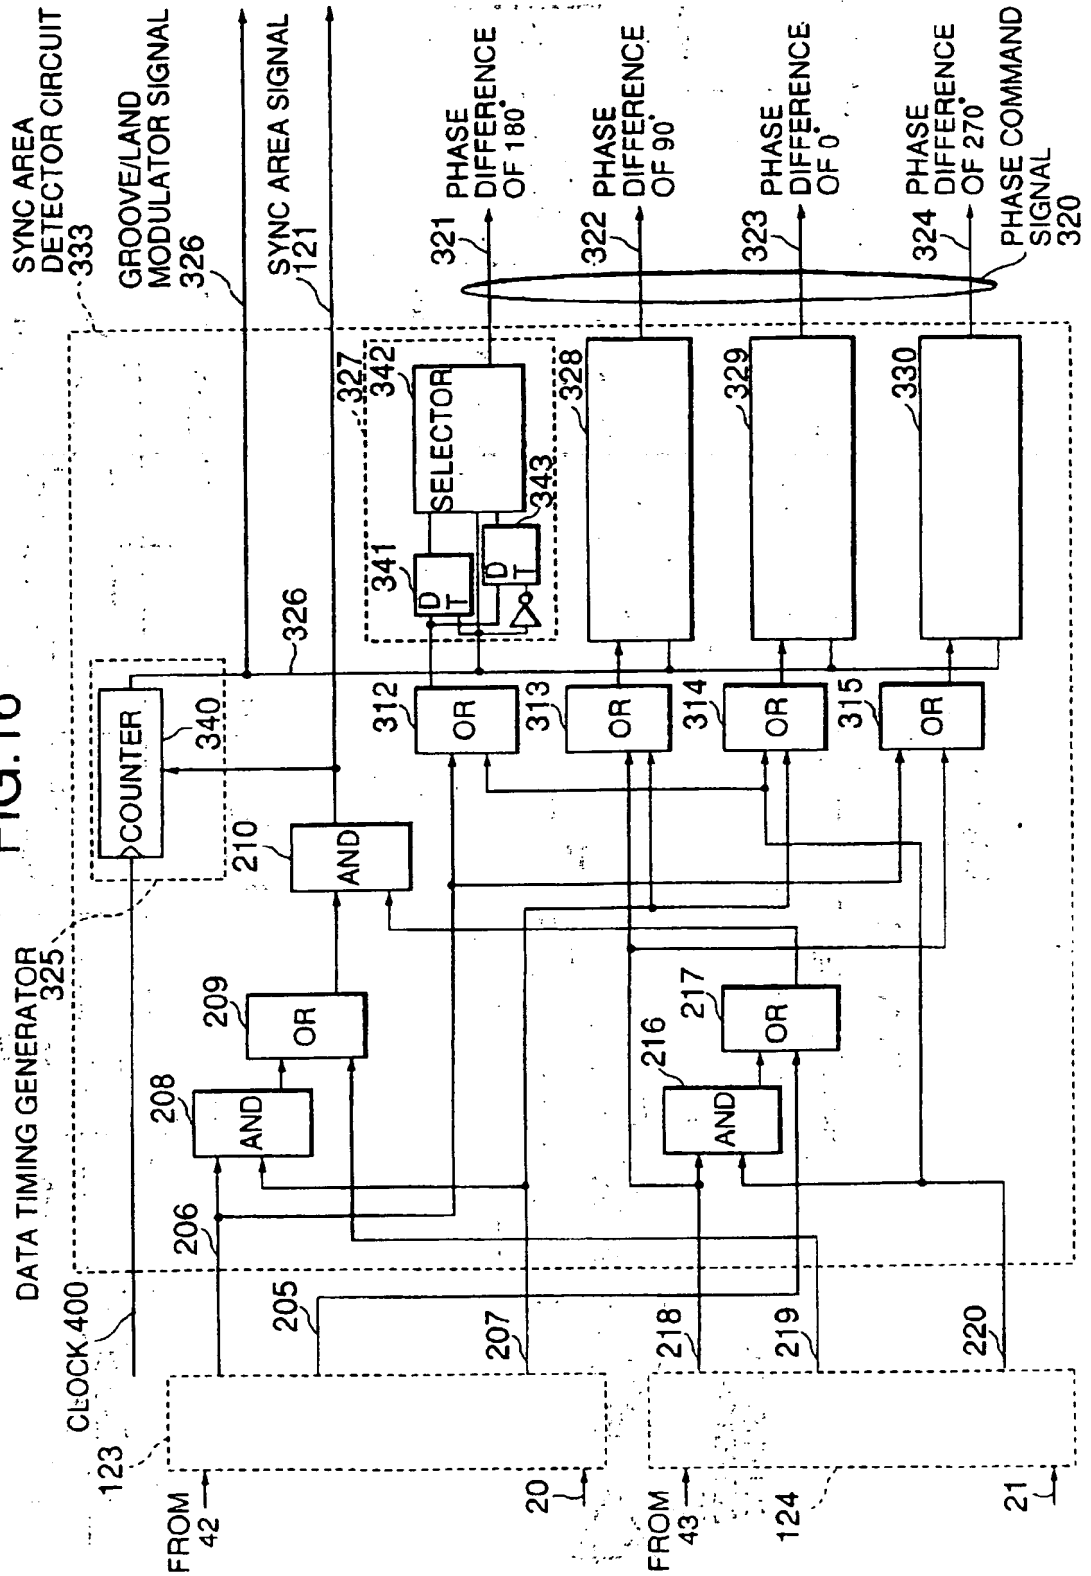 DATA TIMING GENERATOR
325
SYNC AREA
DETECTOR CIRCUIT
333
CLOCK 400
COUNTER
340
GROOVE/LAND
MODULATOR SIGNAL
326
326
123
FROM
42
206
208
AND
209
OR
210
AND
SYNC AREA SIGNAL
121
205
207
20
312
OR
327
341
D
T
342
SELECTOR
343
D
T
321
PHASE
DIFFERENCE
OF 180°
313
OR
328
322
PHASE
DIFFERENCE
OF 90°
FROM
43
218
216
AND
217
OR
314
OR
329
323
PHASE
DIFFERENCE
OF 0°
124
219
315
OR
330
324
PHASE
DIFFERENCE
OF 270°
21
220
PHASE COMMAND
SIGNAL
320